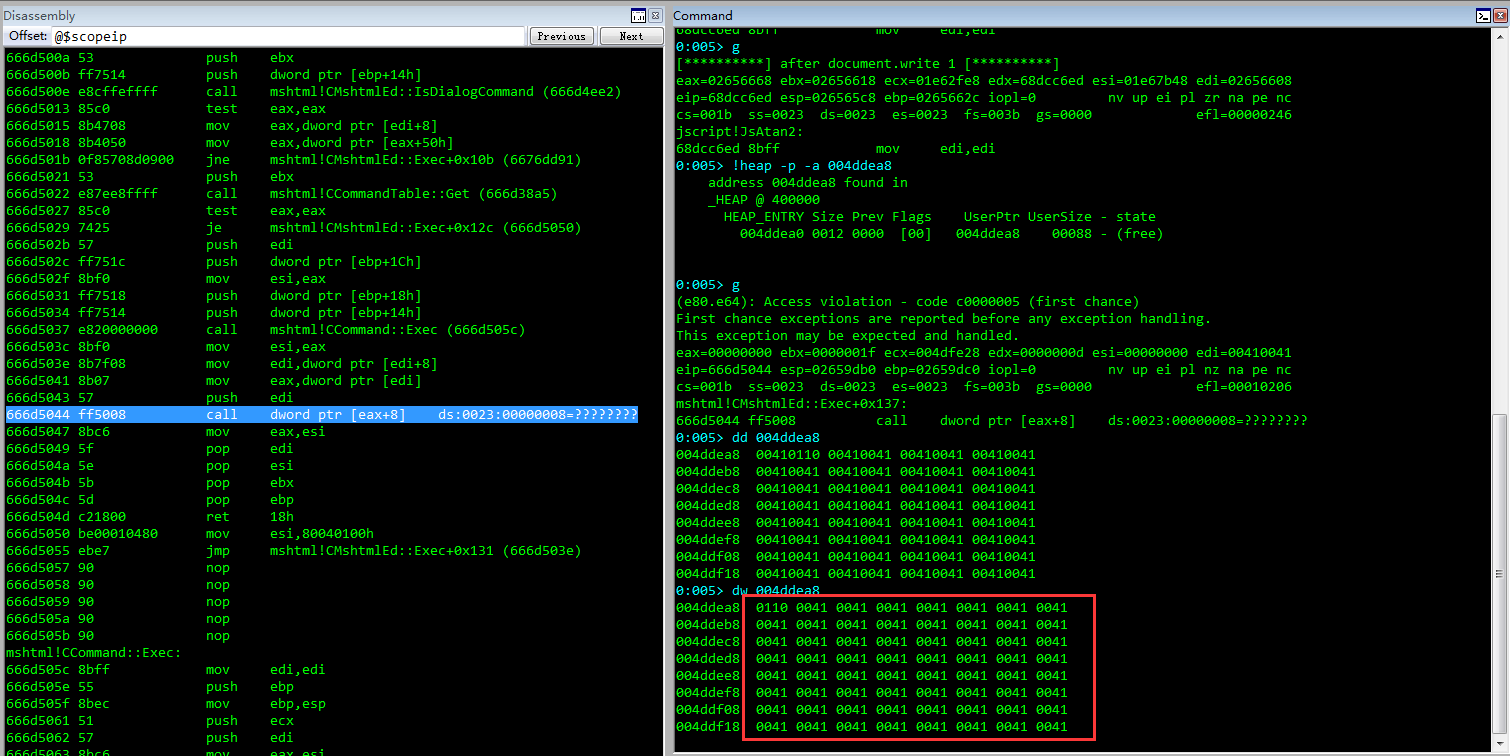 Disassembly
Offset: @$scopeip
Previous
Next
666d500a 53 push ebx
666d500b ff7514 push dword ptr [ebp+14h]
666d500e e8cffeffff call mshtml!CMshtmlEd::IsDialogCommand (666d4ee2)
666d5013 85c0 test eax,eax
666d5015 8b4708 mov eax,dword ptr [edi+8]
666d5018 8b4050 mov eax,dword ptr [eax+50h]
666d501b 0f85708d0900 jne mshtml!CMshtmlEd::Exec+0x10b (6676dd91)
666d5021 53 push ebx
666d5022 e87ee8ffff call mshtml!CCommandTable::Get (666d38a5)
666d5027 85c0 test eax,eax
666d5029 7425 je mshtml!CMshtmlEd::Exec+0x12c (666d5050)
666d502b 57 push edi
666d502c ff751c push dword ptr [ebp+1Ch]
666d502f 8bf0 mov esi,eax
666d5031 ff7518 push dword ptr [ebp+18h]
666d5034 ff7514 push dword ptr [ebp+14h]
666d5037 e820000000 call mshtml!CCommand::Exec (666d505c)
666d503c 8bf0 mov esi,eax
666d503e 8b7f08 mov edi,dword ptr [edi+8]
666d5041 8b07 mov eax,dword ptr [edi]
666d5043 57 push edi
666d5044 ff5008 call dword ptr [eax+8] ds:0023:00000008=????????
666d5047 8bc6 mov eax,esi
666d5049 5f pop edi
666d504a 5e pop esi
666d504b 5b pop ebx
666d504c 5d pop ebp
666d504d c21800 ret 18h
666d5050 be00010480 mov esi,80040100h
666d5055 ebe7 jmp mshtml!CMshtmlEd::Exec+0x131 (666d503e)
666d5057 90 nop
666d5058 90 nop
666d5059 90 nop
666d505a 90 nop
666d505b 90 nop
mshtml!CCommand::Exec:
666d505c 8bff mov edi,edi
666d505e 55 push ebp
666d505f 8bec mov ebp,esp
666d5061 51 push ecx
666d5062 57 push edi
666d5063 8bc6 mov eax,esi
Command
68dcc6ed 8bff mov edi,edi
0:005> g
[**********] after document.write 1 [**********]
eax=02656668 ebx=02656618 ecx=01e62fe8 edx=68dcc6ed esi=01e67b48 edi=02656608
eip=68dcc6ed esp=026565c8 ebp=0265662c iopl=0 nv up ei pl zr na pe nc
cs=001b ss=0023 ds=0023 es=0023 fs=003b gs=0000 efl=00000246
jscript!JsAtan2:
68dcc6ed 8bff mov edi,edi
0:005> !heap -p -a 004ddea8
address 004ddea8 found in
_HEAP @ 400000
HEAP_ENTRY Size Prev Flags UserPtr UserSize - state
004ddea0 0012 0000 [00] 004ddea8 00088 - (free)
0:005> g
(e80.e64): Access violation - code c0000005 (first chance)
First chance exceptions are reported before any exception handling.
This exception may be expected and handled.
eax=00000000 ebx=0000001f ecx=004dfe28 edx=0000000d esi=00000000 edi=00410041
eip=666d5044 esp=02659db0 ebp=02659dc0 iopl=0 nv up ei pl nz na pe nc
cs=001b ss=0023 ds=0023 es=0023 fs=003b gs=0000 efl=00010206
mshtml!CMshtmlEd::Exec+0x137:
666d5044 ff5008 call dword ptr [eax+8] ds:0023:00000008=????????
0:005> dd 004ddea8
004ddea8 00410110 00410041 00410041 00410041
004ddeb8 00410041 00410041 00410041 00410041
004ddec8 00410041 00410041 00410041 00410041
004dded8 00410041 00410041 00410041 00410041
004ddee8 00410041 00410041 00410041 00410041
004ddef8 00410041 00410041 00410041 00410041
004ddf08 00410041 00410041 00410041 00410041
004ddf18 00410041 00410041 00410041 00410041
0:005> dw 004ddea8
004ddea8 0110 0041 0041 0041 0041 0041 0041 0041
004ddeb8 0041 0041 0041 0041 0041 0041 0041 0041
004ddec8 0041 0041 0041 0041 0041 0041 0041 0041
004dded8 0041 0041 0041 0041 0041 0041 0041 0041
004ddee8 0041 0041 0041 0041 0041 0041 0041 0041
004ddef8 0041 0041 0041 0041 0041 0041 0041 0041
004ddf08 0041 0041 0041 0041 0041 0041 0041 0041
004ddf18 0041 0041 0041 0041 0041 0041 0041 0041